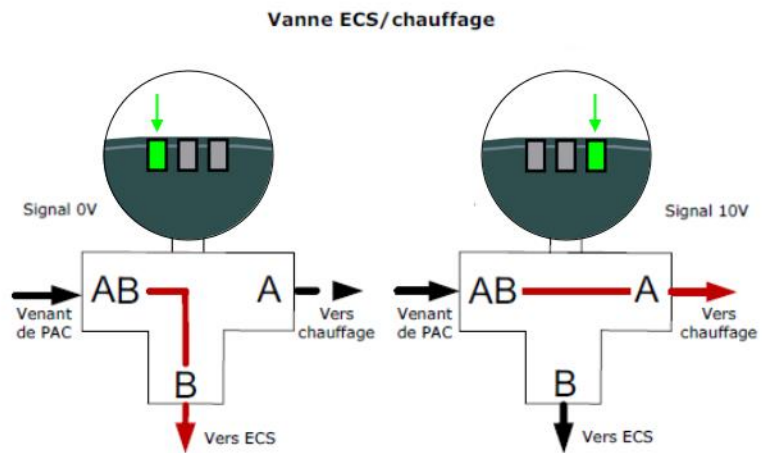 Vanne ECS/chauffage
Signal 0V
Signal 10V
AB
A
Venant
de PAC
Vers
chauffage
B
Vers ECS
AB
A
Venant
de PAC
Vers
chauffage
B
Vers ECS